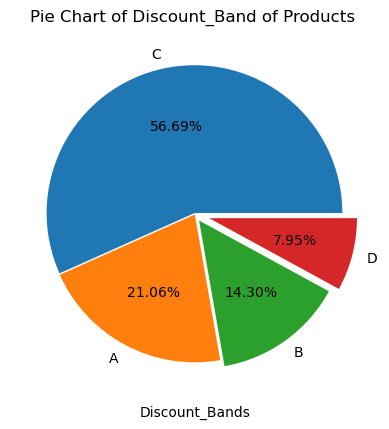 Pie Chart of Discount_Band of Products
C
56.69%
7.95%
D
21.06%
14.30%
B
A
Discount_Bands